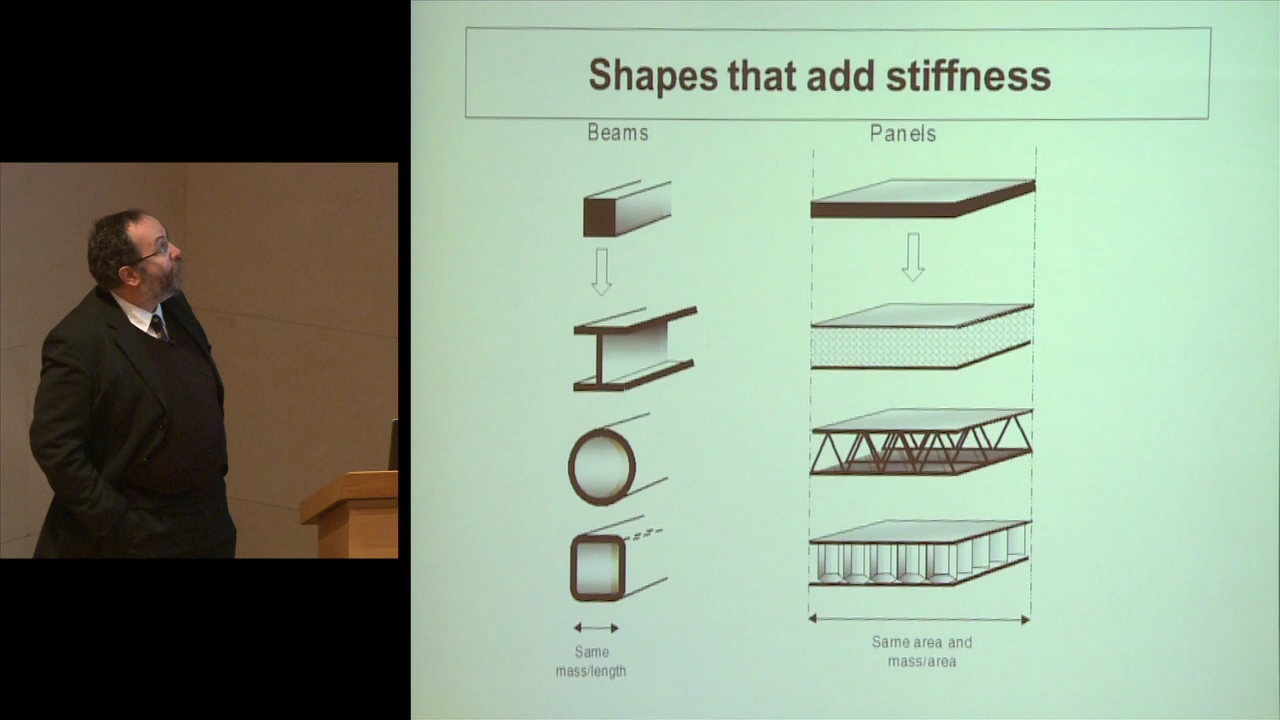 Shapes that add stiffness
Beams
Panels
Same
mass/length
Same area and
mass/area